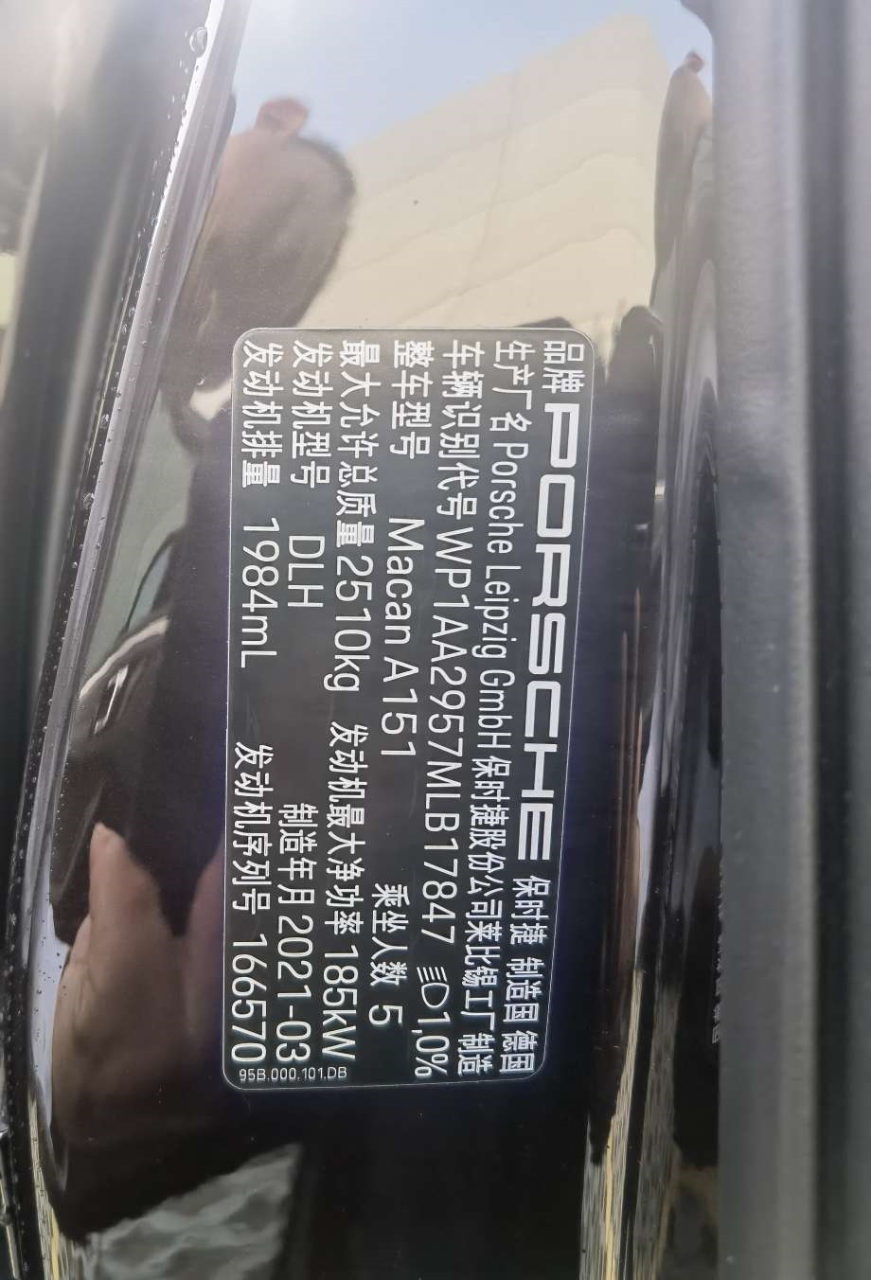 品牌 PORSCHE 保时捷 制造国 德国
生产厂名 Porsche Leipzig GmbH 保时捷股份公司莱比锡工厂 制造
车辆识别代号 WP1AA2957MLB17847 1,0%
整车型号 Macan A151 乘坐人数 5
最大允许总质量 2510kg 发动机最大净功率 185kW
发动机型号 DLH 制造年月 2021-03
发动机排量 1984mL 发动机序列号 166570
95B.000.101.DB